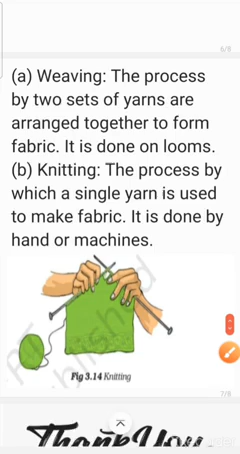 6/8
(a) Weaving: The process
by two sets of yarns are
arranged together to form
fabric. It is done on looms.
(b) Knitting: The process by
which a single yarn is used
to make fabric. It is done by
hand or machines.
Fig 3.14 Knitting
7/8
Thank You